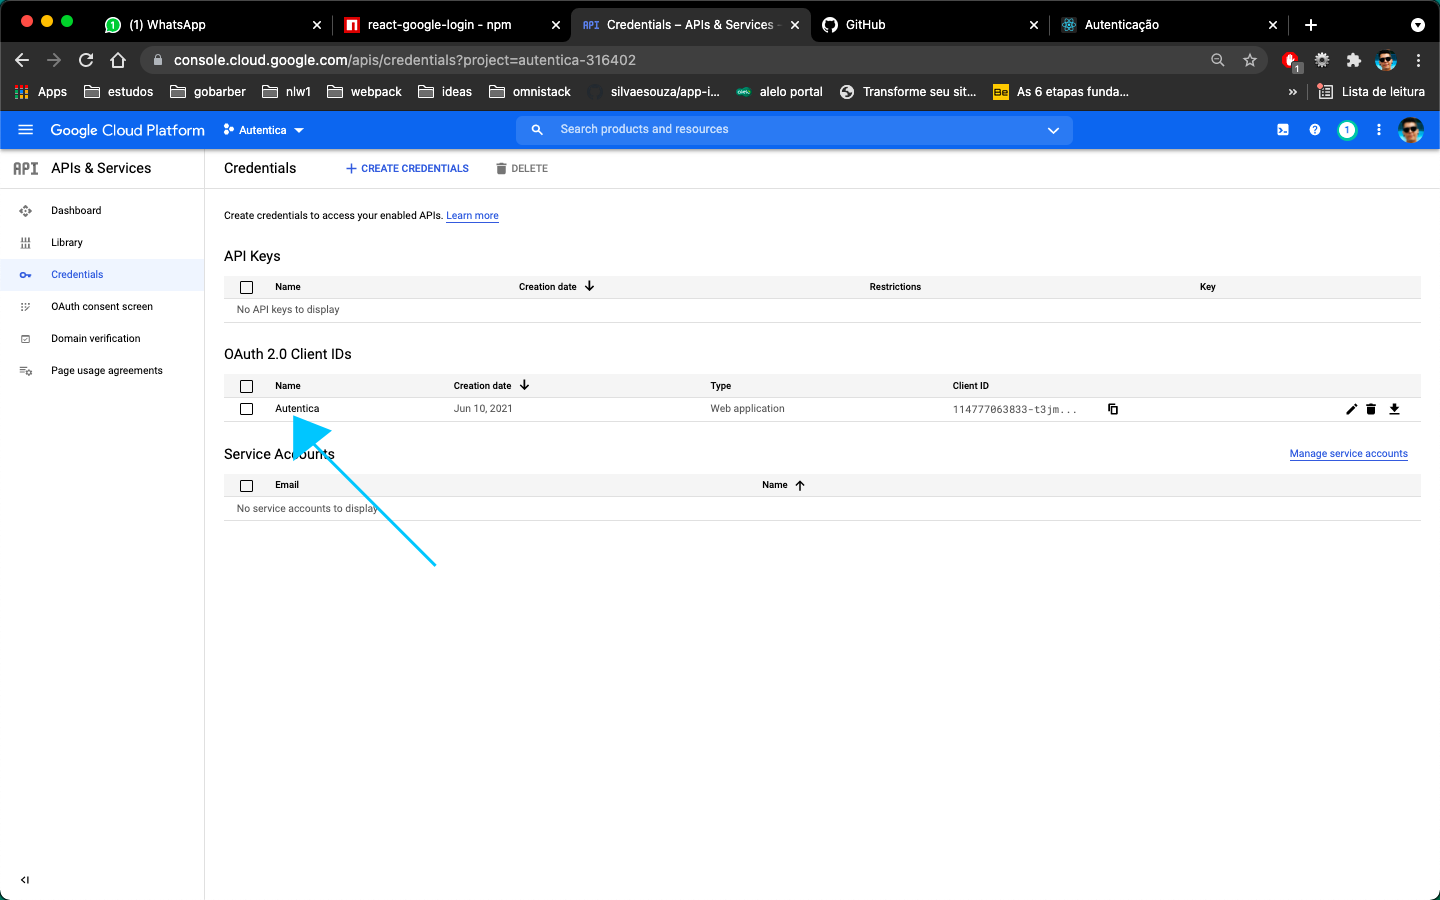 (1) WhatsApp
react-google-login - npm
API Credentials – APIs & Services -
GitHub
Autenticação
console.cloud.google.com/apis/credentials?project=autentica-316402
1
Apps
estudos
gobarber
nlw1
webpack
ideas
omnistack
silvaesouza/app-i...
alelo portal
Transforme seu sit...
Be As 6 etapas funda...
»
Lista de leitura
Google Cloud Platform
Autentica
Search products and resources
1
API APIs & Services
Credentials
+ CREATE CREDENTIALS
DELETE
Dashboard
Library
Credentials
OAuth consent screen
Domain verification
Page usage agreements
Create credentials to access your enabled APIs. Learn more
API Keys
Name Creation date Restrictions Key
No API keys to display
OAuth 2.0 Client IDs
Name Creation date Type Client ID
Autentica Jun 10, 2021 Web application 114777063833-t3jm...
Service Accounts Manage service accounts
Email Name
No service accounts to display